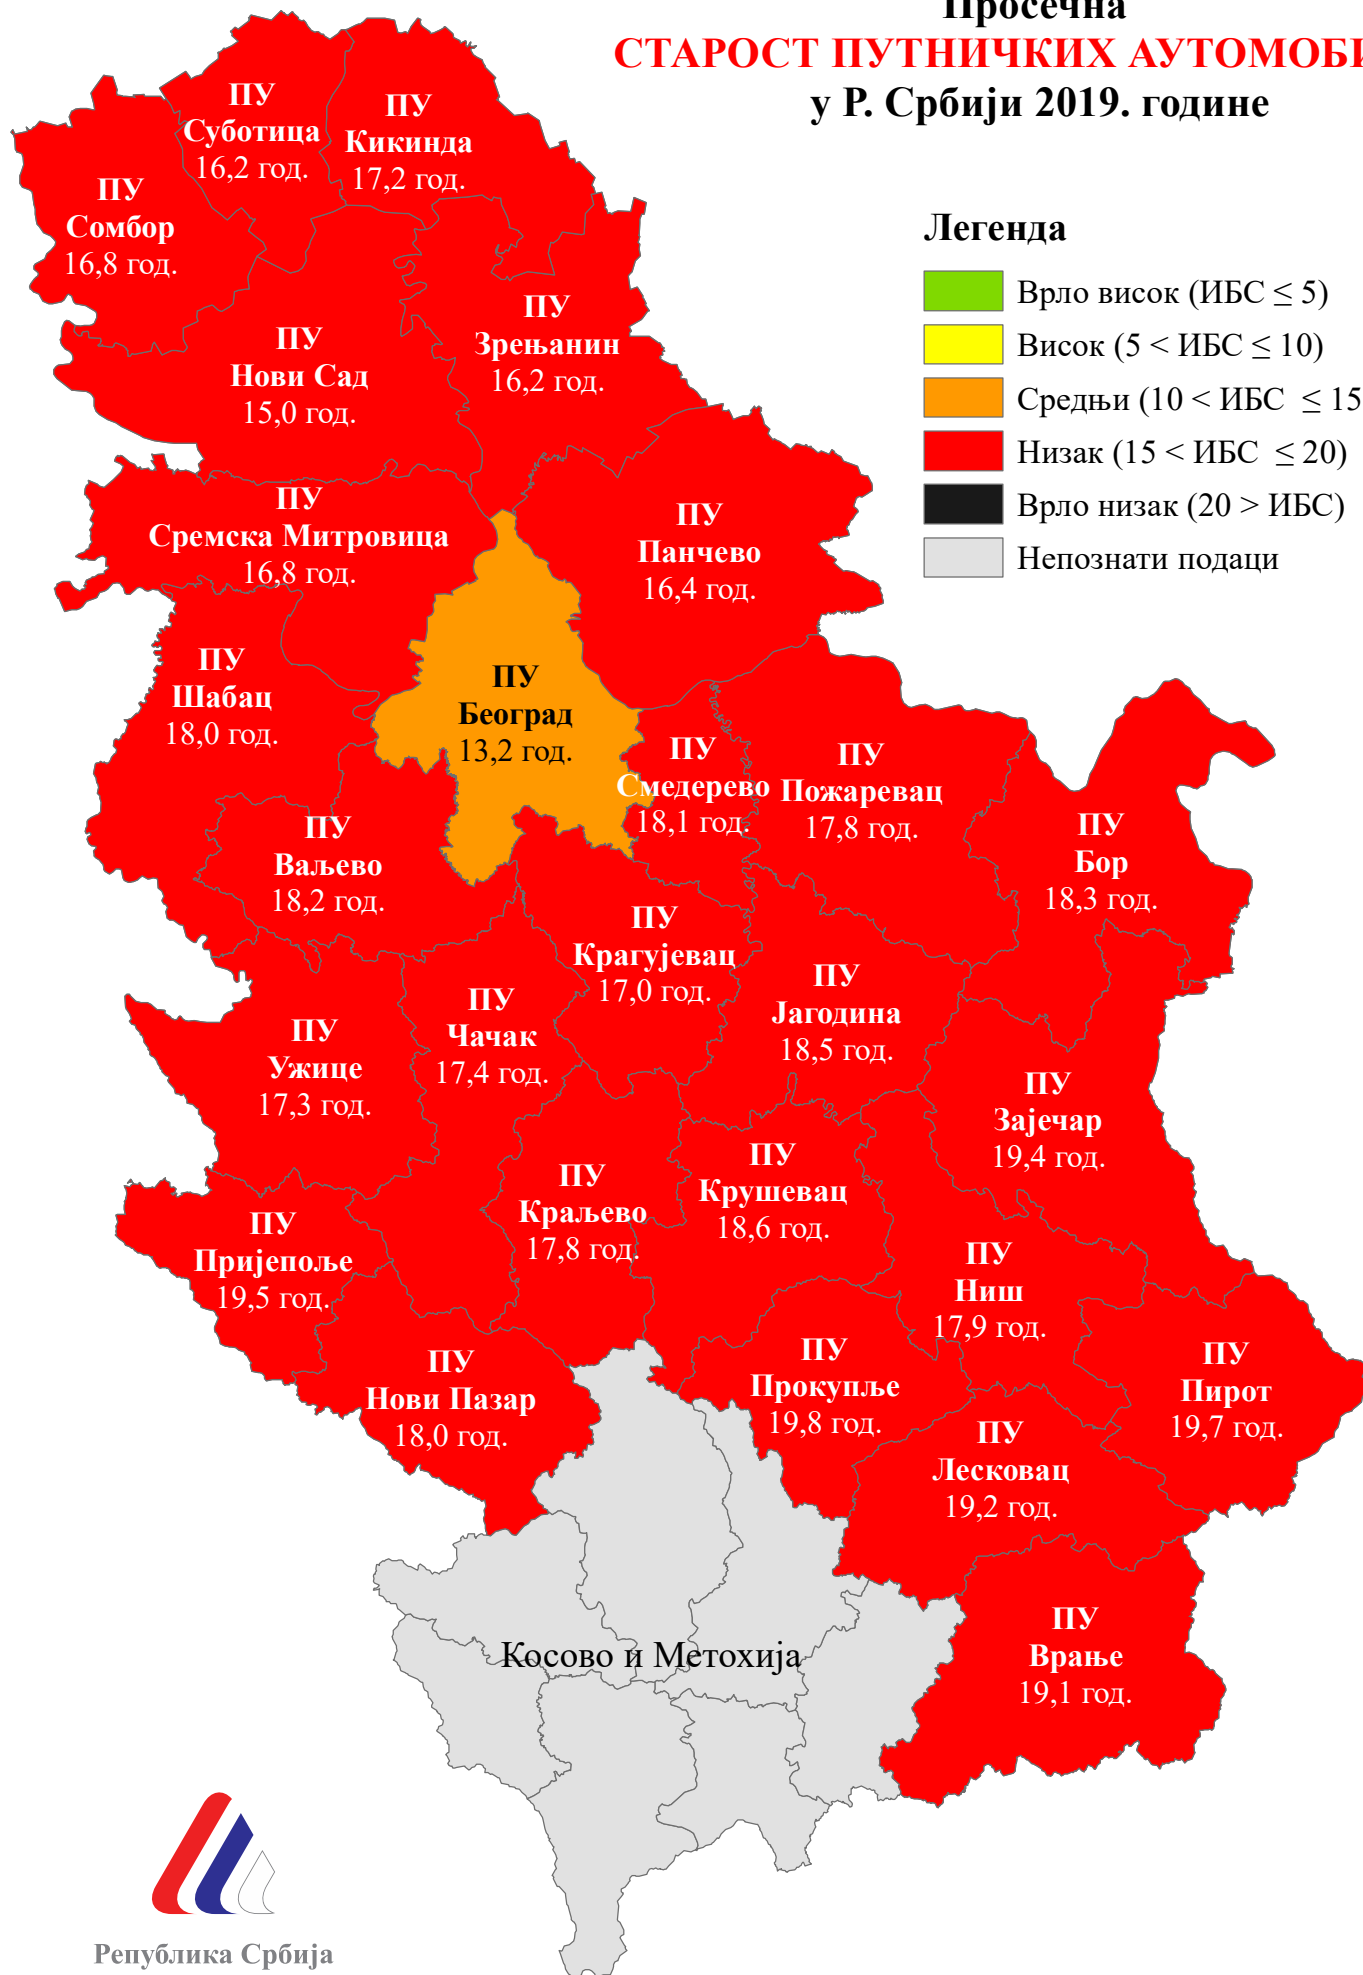 Просечна
СТАРОСТ ПУТНИЧКИХ
у Р. Србији 2019. године
ПУ
Суботица
16,2 год.
ПУ
Кикинда
17,2 год.
ПУ
Сомбор
16,8 год.
Легенда
Врло висок (ИБС ≤ 5)
Висок (5 < ИБС ≤ 10)
Средњи (10 < ИБС ≤ 15
Низак (15 < ИБС ≤ 20)
Врло низак (20 > ИБС)
Непознати подаци
ПУ
Зрењанин
16,2 год.
ПУ
Нови Сад
15,0 год.
ПУ
Сремска Митровица
16,8 год.
ПУ
Панчево
16,4 год.
ПУ
Шабац
18,0 год.
ПУ
Београд
13,2 год.
ПУ
Смедерево
18,1 год.
ПУ
Пожаревац
17,8 год.
ПУ
Бор
18,3 год.
ПУ
Ваљево
18,2 год.
ПУ
Крагујевац
17,0 год.
ПУ
Јагодина
18,5 год.
ПУ
Чачак
17,4 год.
ПУ
Ужице
17,3 год.
ПУ
Зајечар
19,4 год.
ПУ
Крушевац
18,6 год.
ПУ
Краљево
17,8 год.
ПУ
Пријепоље
19,5 год.
ПУ
Ниш
17,9 год.
ПУ
Прокупље
19,8 год.
ПУ
Пирот
19,7 год.
ПУ
Нови Пазар
18,0 год.
ПУ
Лесковац
19,2 год.
ПУ
Врање
19,1 год.
Косово и Метохија
Република Србија